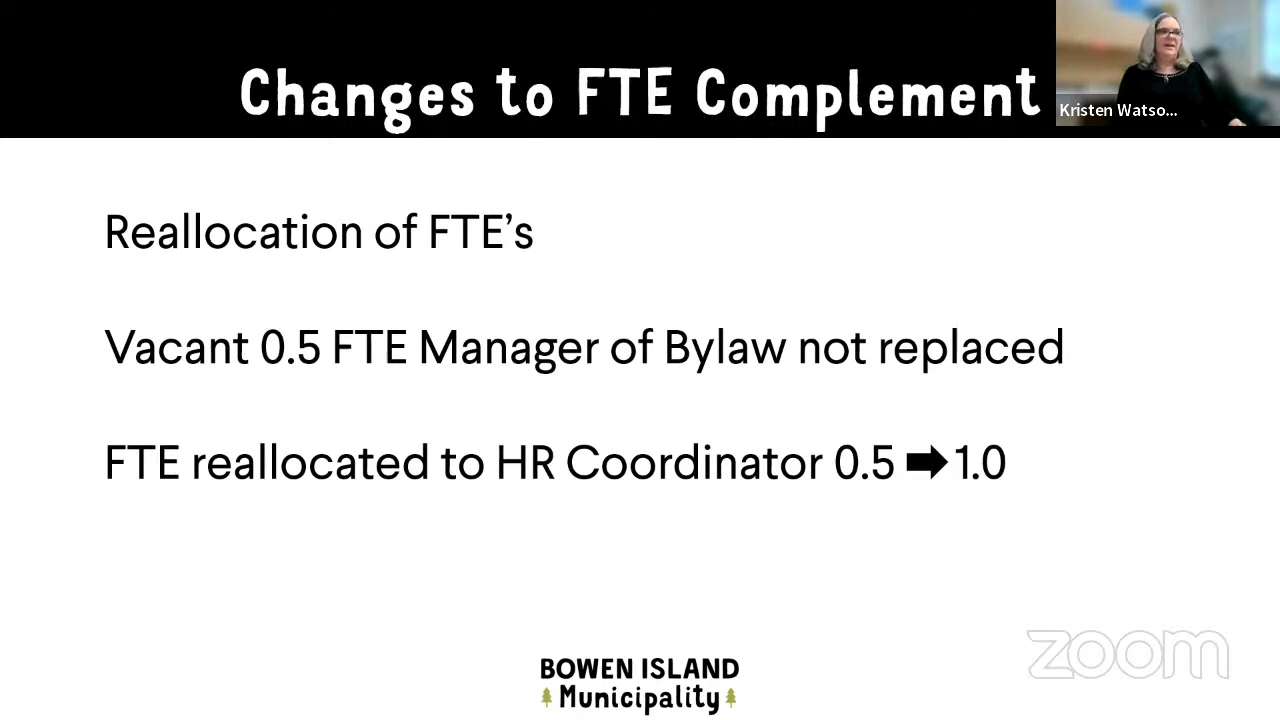 Changes to FTE Complement
Kristen Watso...
Reallocation of FTE’s
Vacant 0.5 FTE Manager of Bylaw not replaced
FTE reallocated to HR Coordinator 0.5 ➡ 1.0
zoom
BOWEN ISLAND
Municipality